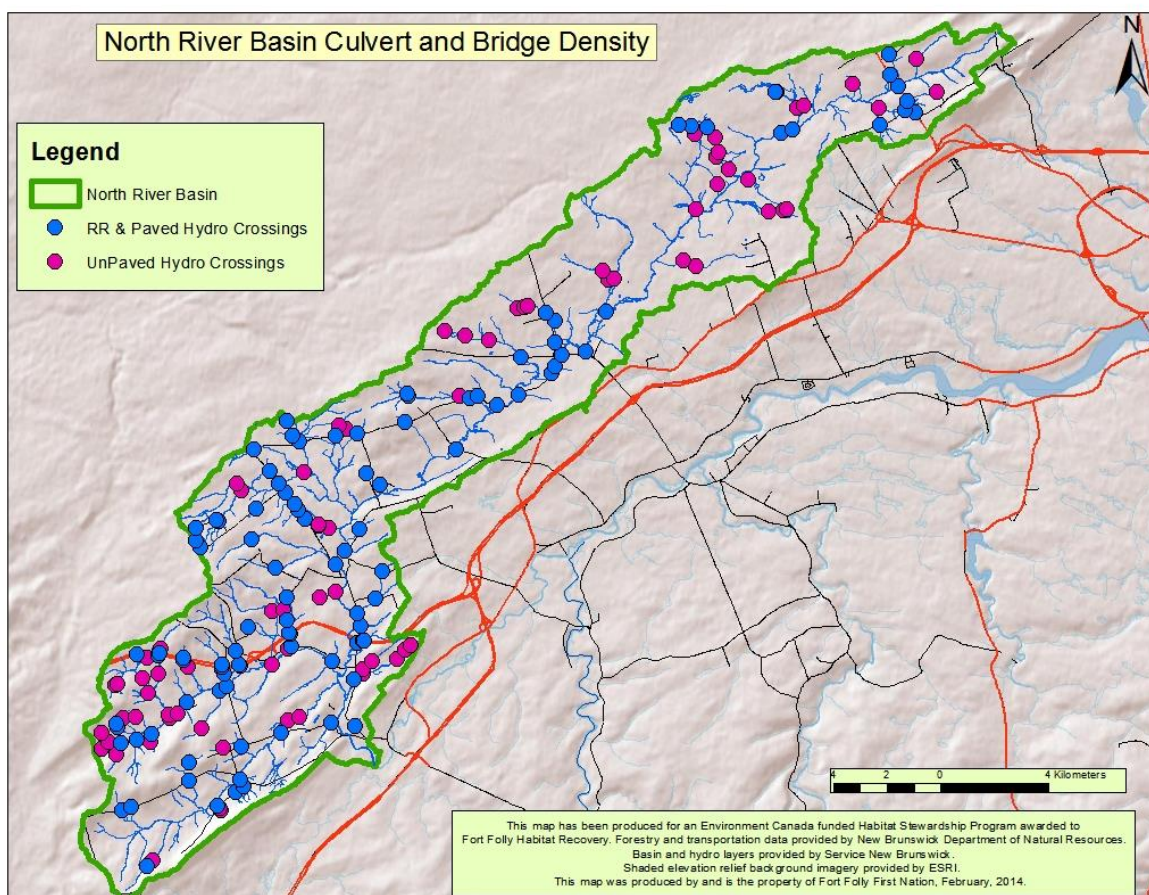 North River Basin Culvert and Bridge Density
N
Legend
North River Basin
RR & Paved Hydro Crossings
UnPaved Hydro Crossings
4 2 0 4 Kilometers
This map has been produced for an Environment Canada funded Habitat Stewardship Program awarded to
Fort Folly Habitat Recovery. Forestry and transportation data provided by New Brunswick Department of Natural Resources.
Basin and hydro layers provided by Service New Brunswick.
Shaded elevation relief background imagery provided by ESRI.
This map was produced by and is the property of Fort Folly First Nation, February, 2014.